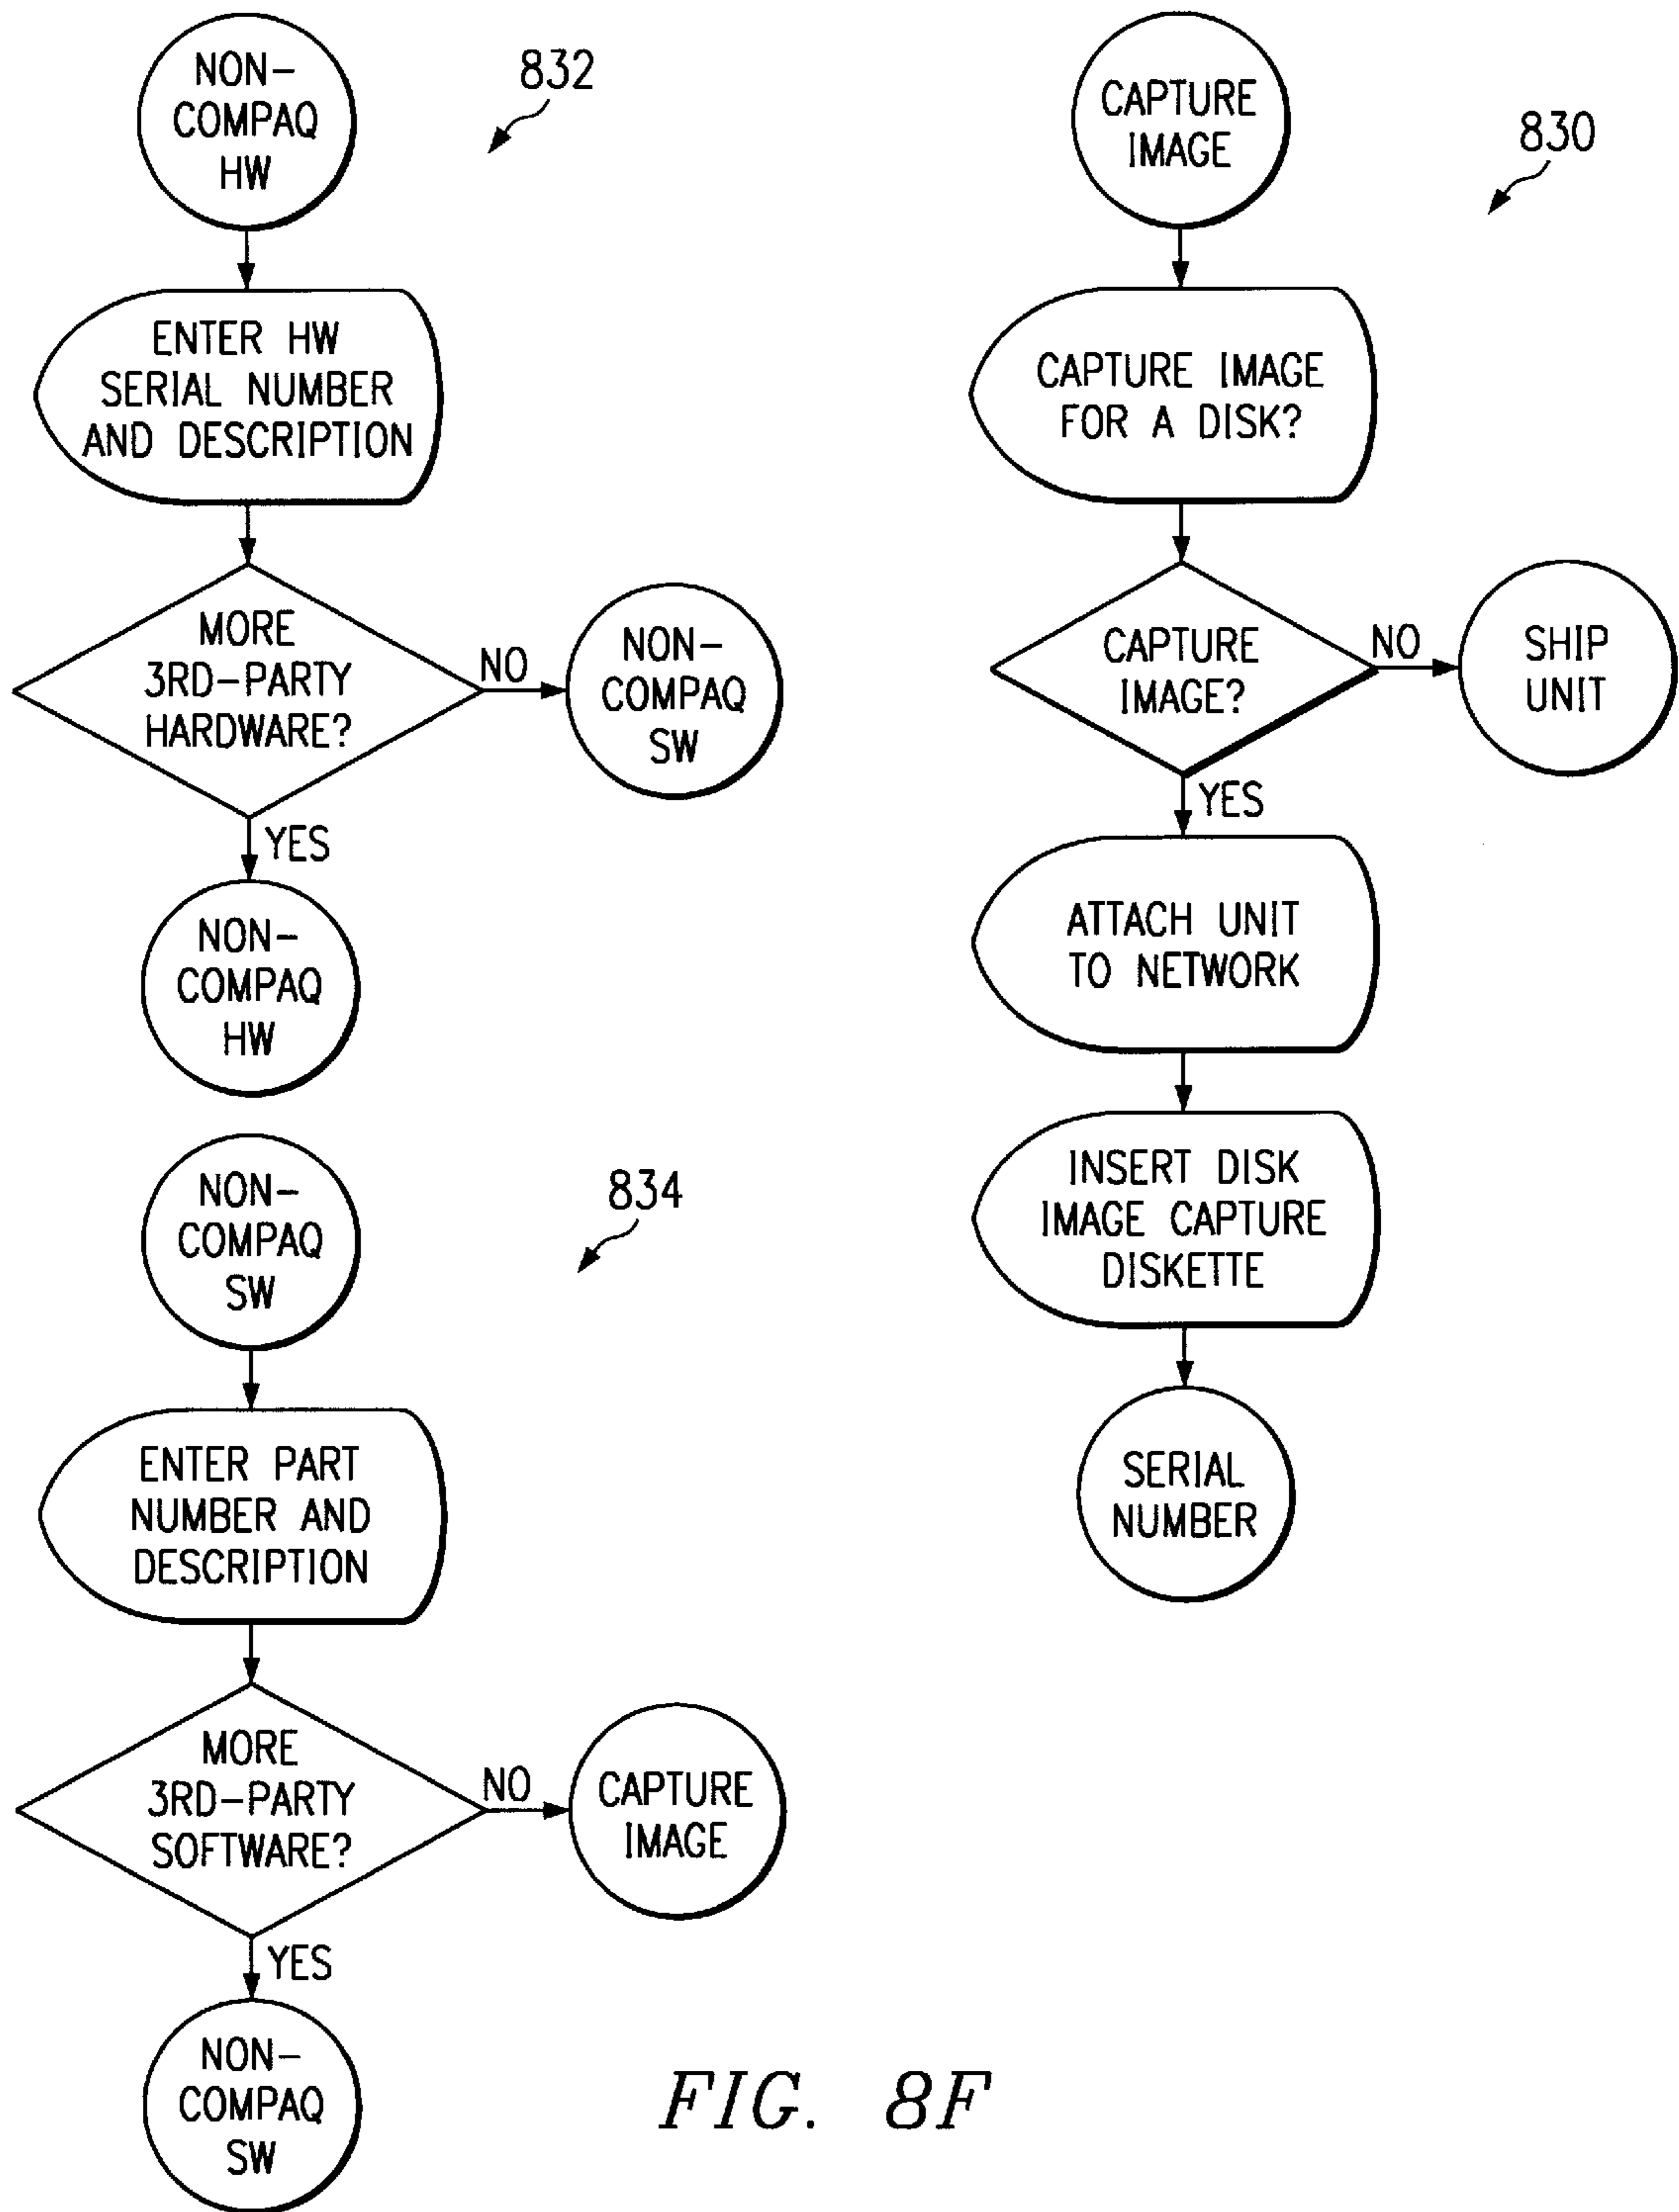 NON-
COMPAQ
HW
832
ENTER HW
SERIAL NUMBER
AND DESCRIPTION
MORE
3RD-PARTY
HARDWARE?
NO
NON-
COMPAQ
SW
YES
NON-
COMPAQ
HW
NON-
COMPAQ
SW
834
ENTER PART
NUMBER AND
DESCRIPTION
MORE
3RD-PARTY
SOFTWARE?
NO
CAPTURE
IMAGE
YES
NON-
COMPAQ
SW
CAPTURE
IMAGE
830
CAPTURE IMAGE
FOR A DISK?
CAPTURE
IMAGE?
NO
SHIP
UNIT
YES
ATTACH UNIT
TO NETWORK
INSERT DISK
IMAGE CAPTURE
DISKETTE
SERIAL
NUMBER
FIG. 8F